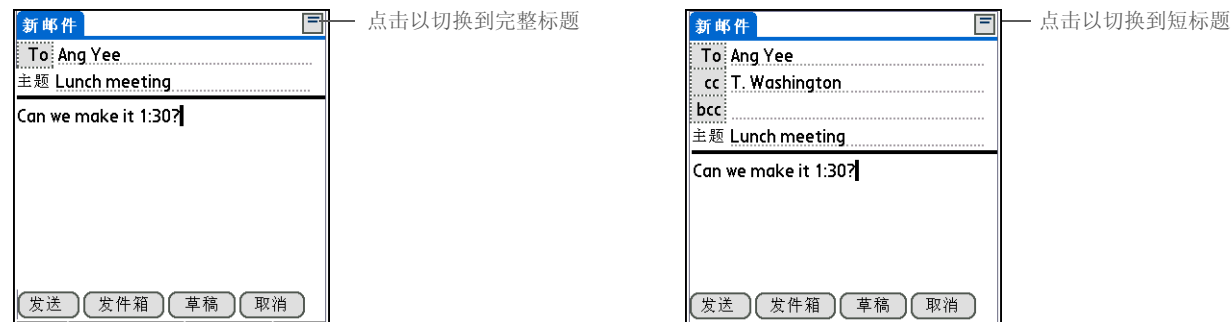 新邮件
点击以切换到完整标题
To Ang Yee
主题 Lunch meeting
Can we make it 1:30?
发送 发件箱 草稿 取消
新邮件
点击以切换到短标题
To Ang Yee
cc T. Washington
bcc
主题 Lunch meeting
Can we make it 1:30?
发送 发件箱 草稿 取消